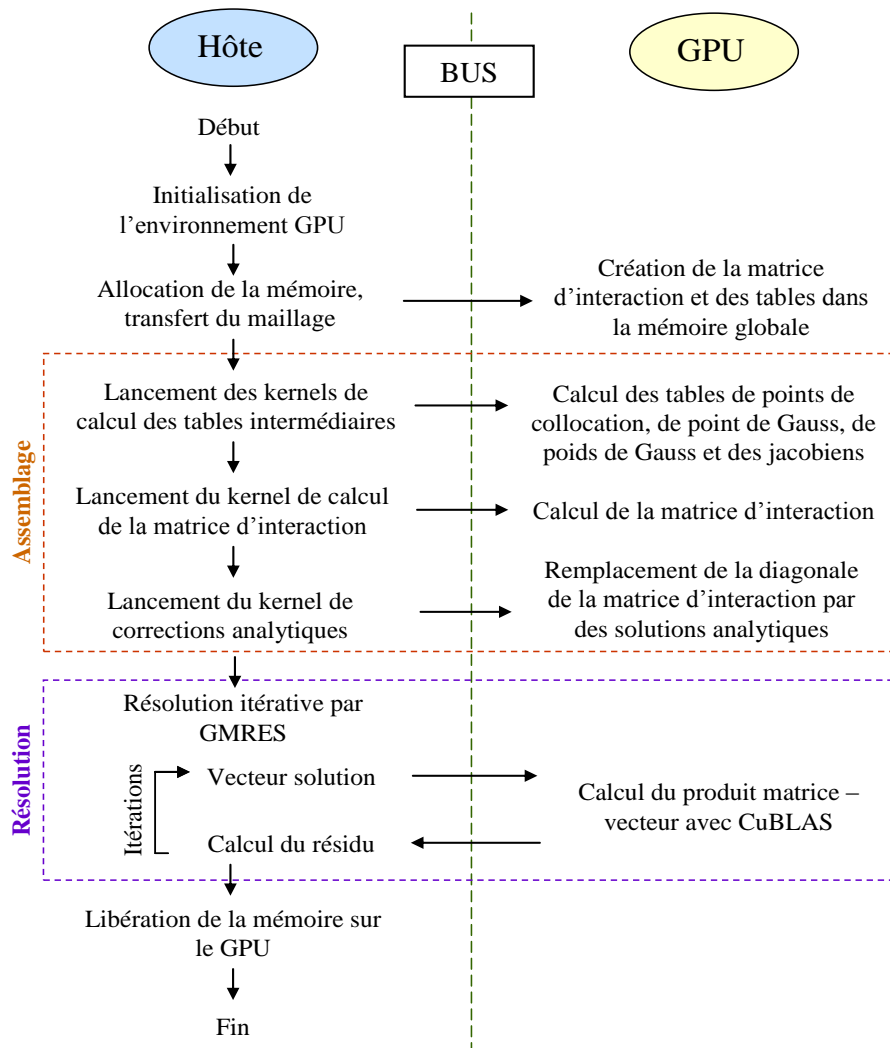 Hôte
BUS
GPU
Début
Initialisation de
l’environnement GPU
Allocation de la mémoire,
transfert du maillage
Création de la matrice
d’interaction et des tables dans
la mémoire globale
Assemblage
Lancement des kernels de
calcul des tables intermédiaires
Calcul des tables de points de
collocation, de point de Gauss, de
poids de Gauss et des jacobiens
Lancement du kernel de calcul
de la matrice d’interaction
Calcul de la matrice d’interaction
Lancement du kernel de
corrections analytiques
Remplacement de la diagonale
de la matrice d’interaction par
des solutions analytiques
Résolution
Résolution itérative par
GMRES
Itérations
Vecteur solution
Calcul du résidu
Calcul du produit matrice –
vecteur avec CuBLAS
Libération de la mémoire sur
le GPU
Fin